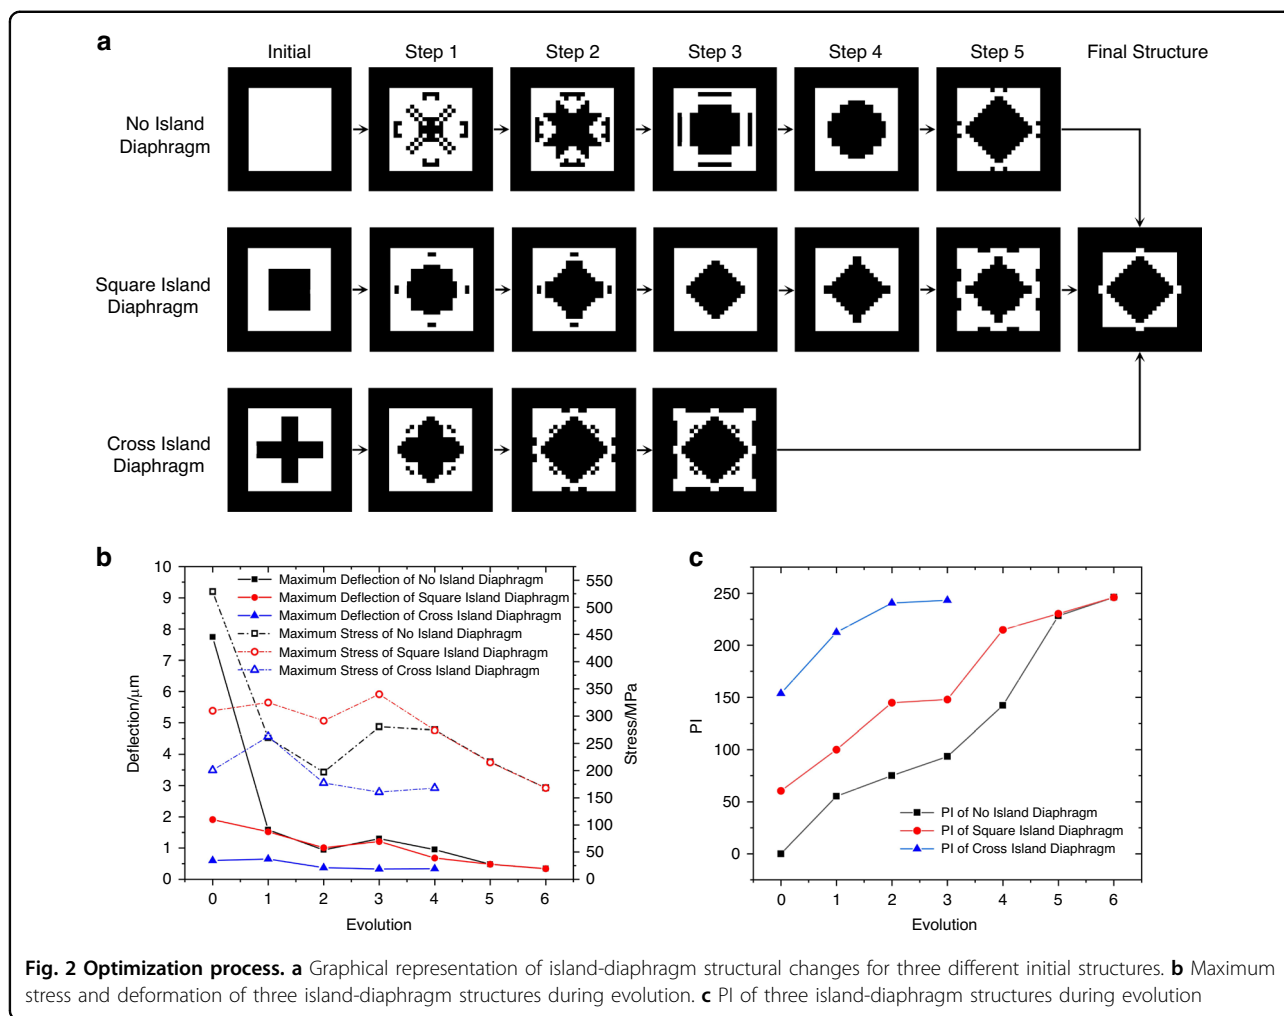 a
Initial Step 1 Step 2 Step 3 Step 4 Step 5 Final Structure
No Island
Diaphragm
Square Island
Diaphragm
Cross Island
Diaphragm
b
10
9
8
7
6
5
4
3
2
1
0
Deflection/μm
Maximum Deflection of No Island Diaphragm
Maximum Deflection of Square Island Diaphragm
Maximum Deflection of Cross Island Diaphragm
Maximum Stress of No Island Diaphragm
Maximum Stress of Square Island Diaphragm
Maximum Stress of Cross Island Diaphragm
550
500
450
400
350
300
250
200
150
100
50
0
Stress/MPa
0 1 2 3 4 5 6
Evolution
c
250
200
150
100
50
0
PI
PI of No Island Diaphragm
PI of Square Island Diaphragm
PI of Cross Island Diaphragm
0 1 2 3 4 5 6
Evolution
Fig. 2 Optimization process. a Graphical representation of island-diaphragm structural changes for three different initial structures. b Maximum
stress and deformation of three island-diaphragm structures during evolution. c PI of three island-diaphragm structures during evolution